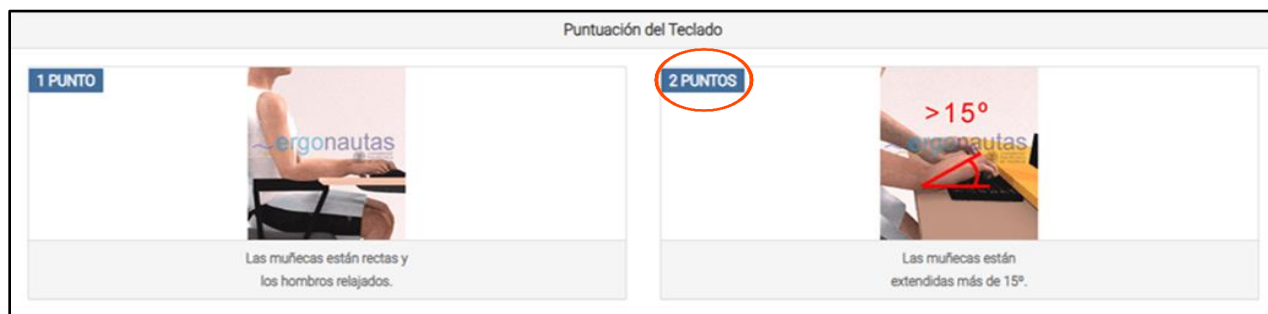 Puntuación del Teclado
1 PUNTO
ergonautas
Las muñecas están rectas y
los hombros relajados.
2 PUNTOS
>15º
ergonautas
Las muñecas están
extendidas más de 15º.